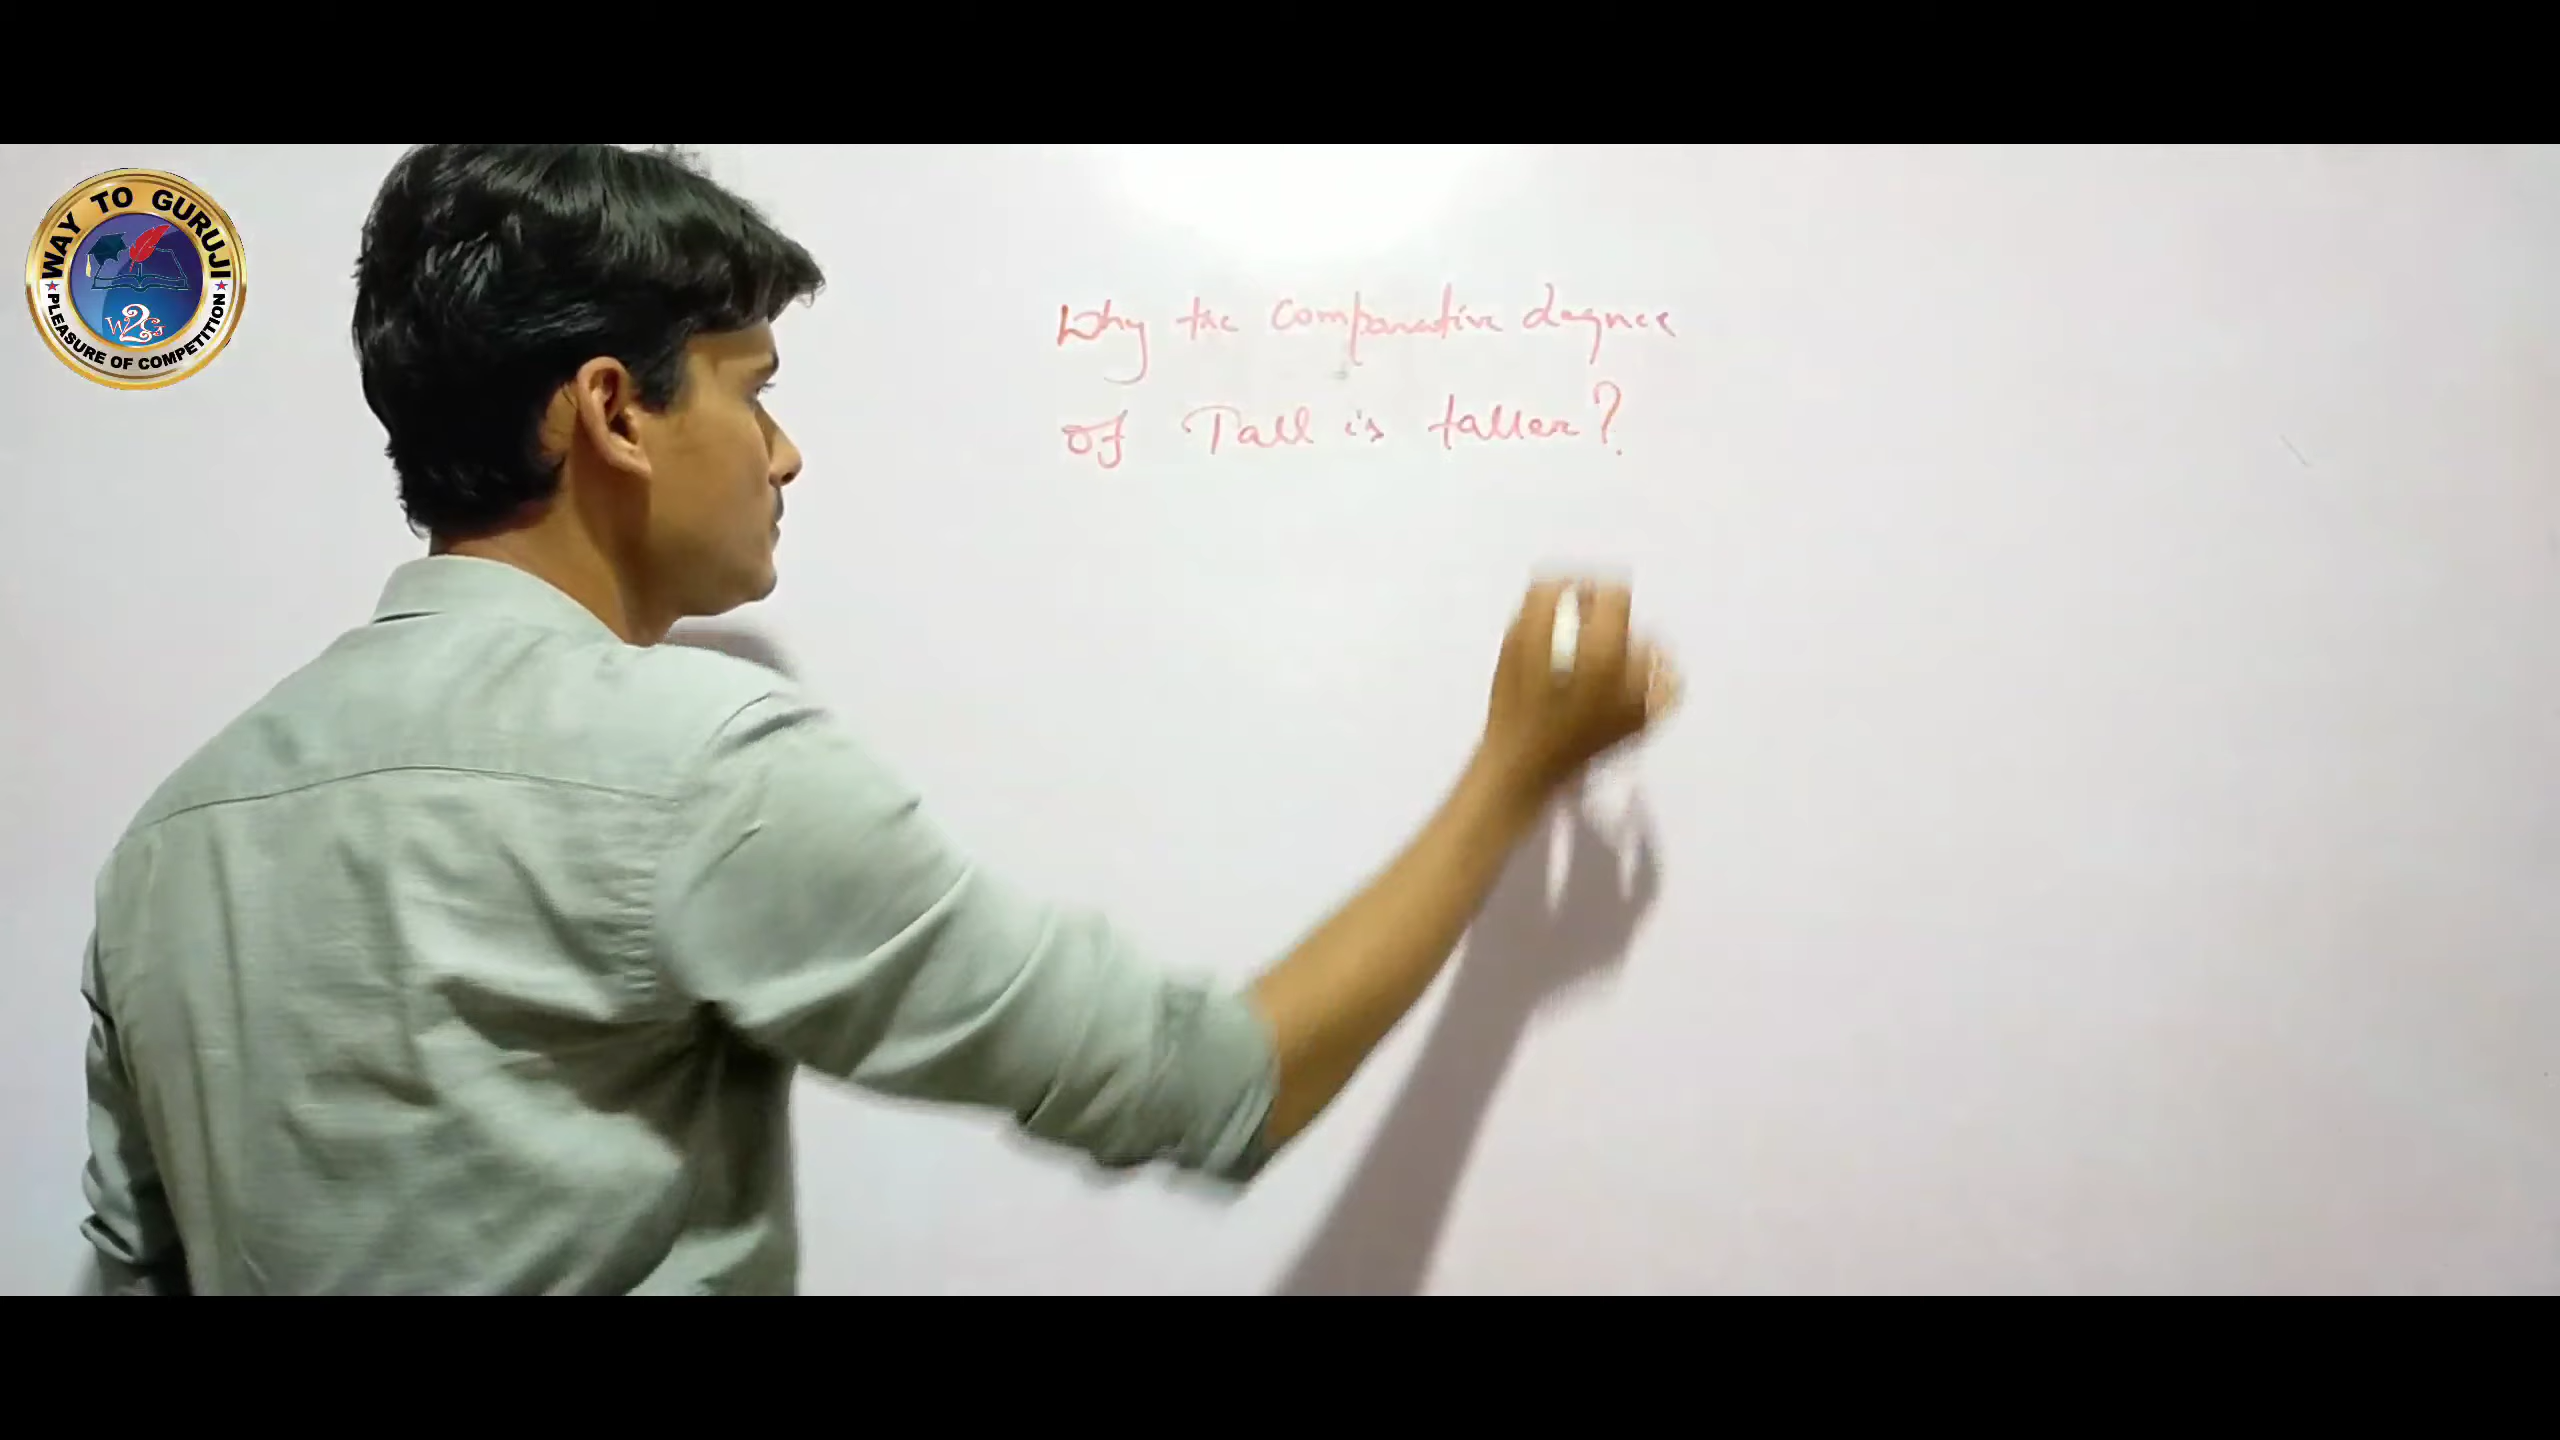 WAY TO GURUJI
PLEASURE OF COMPETITION
W2G
Why the comparative degree
of Tall is taller?